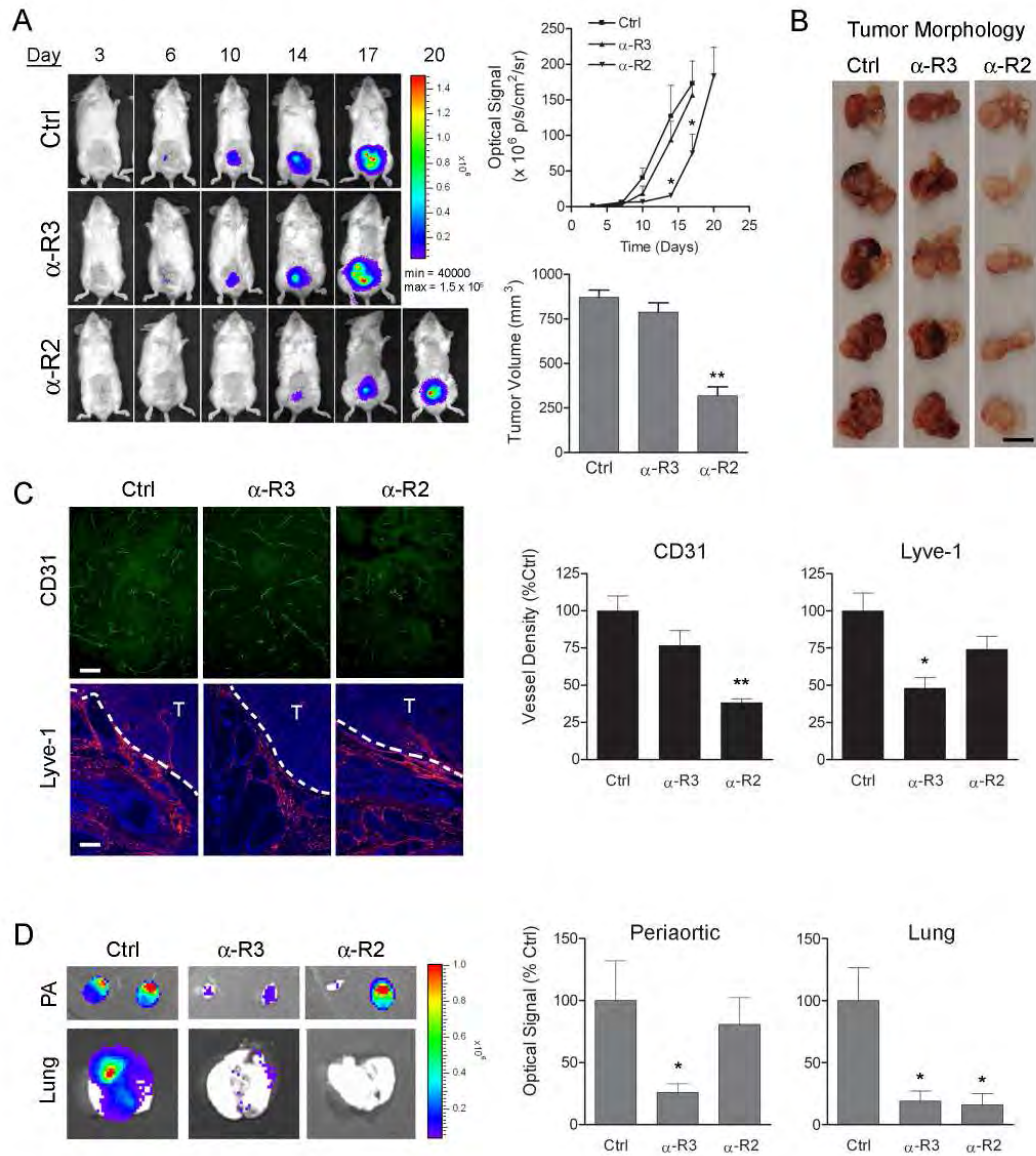 A
Day 3 6 10 14 17 20
Ctrl
α-R3
α-R2
1.4
1.2
1.0
0.8
0.6
0.4
0.2
x10⁶
min = 40000
max = 1.5 x 10⁶
Ctrl
α-R3
α-R2
Optical Signal
(x 10⁶ p/s/cm²/sr)
250
200
150
100
50
0
* *
0 5 10 15 20 25
Time (Days)
Tumor Volume (mm³)
1000
750
500
250
0
**
Ctrl α-R3 α-R2
B
Tumor Morphology
Ctrl α-R3 α-R2
C
Ctrl α-R3 α-R2
CD31
Lyve-1
T T T
CD31
Vessel Density (%Ctrl)
125
100
75
50
25
0
**
Ctrl α-R3 α-R2
Lyve-1
125
100
75
50
25
0
*
Ctrl α-R3 α-R2
D
Ctrl α-R3 α-R2
PA
Lung
1.0
0.8
0.6
0.4
0.2
x10⁶
Periaortic
Optical Signal (% Ctrl)
150
100
50
0
*
Ctrl α-R3 α-R2
Lung
150
100
50
0
* *
Ctrl α-R3 α-R2